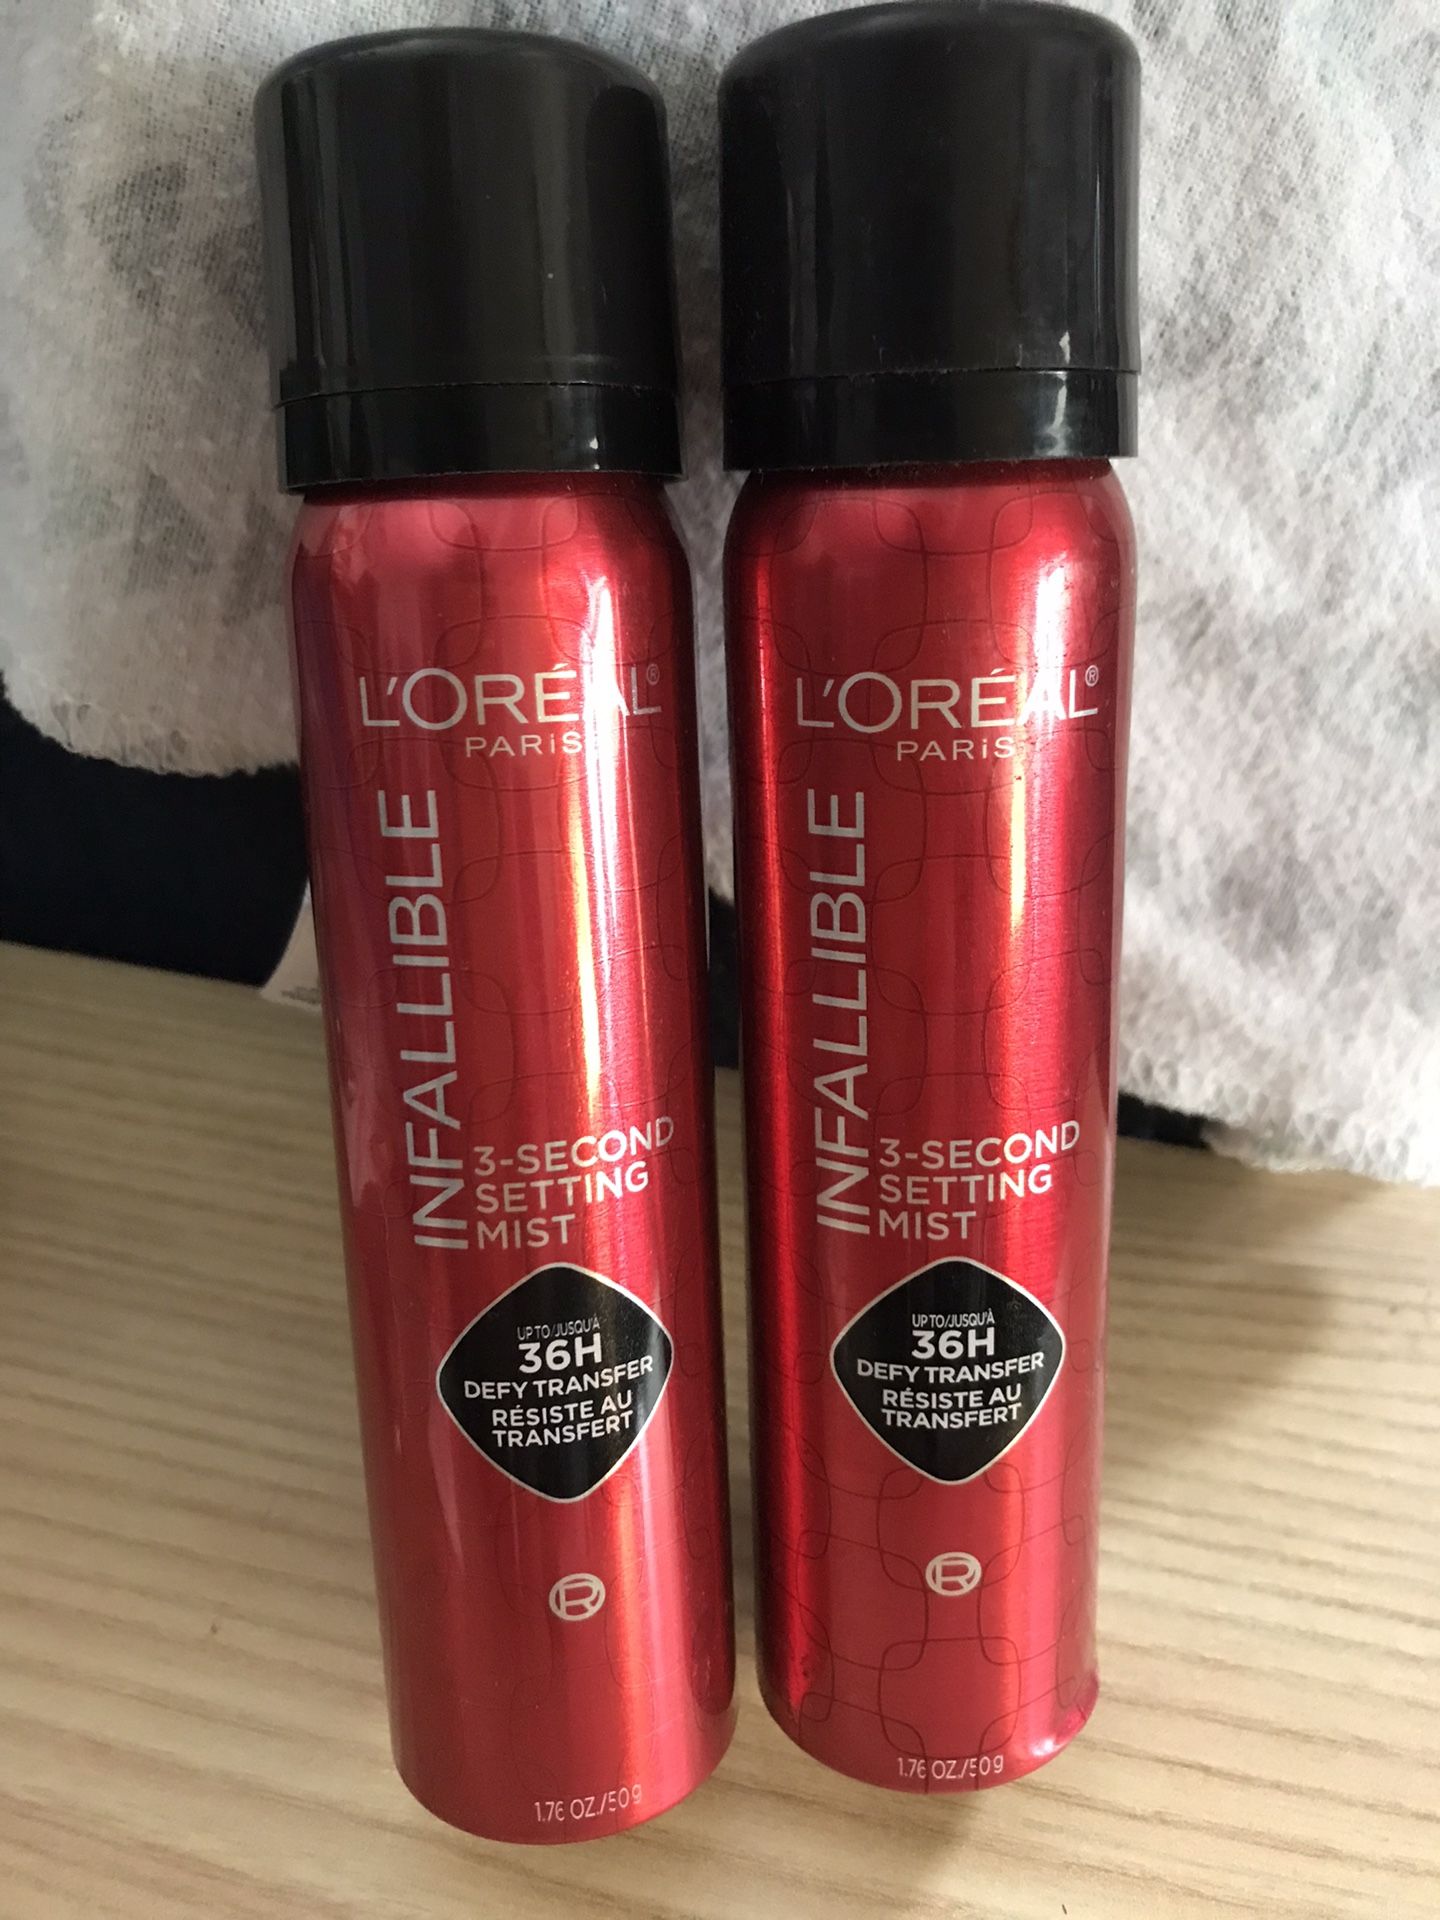 L'ORÉAL®
PARiS
INFALLIBLE
3-SECOND
SETTING
MIST
UP TO/JUSQU'À
36H
DEFY TRANSFER
RÉSISTE AU
TRANSFERT
R
1.76 OZ./50 g
L'ORÉAL®
PARiS
INFALLIBLE
3-SECOND
SETTING
MIST
UP TO/JUSQU'À
36H
DEFY TRANSFER
RÉSISTE AU
TRANSFERT
R
1.76 OZ./50 g